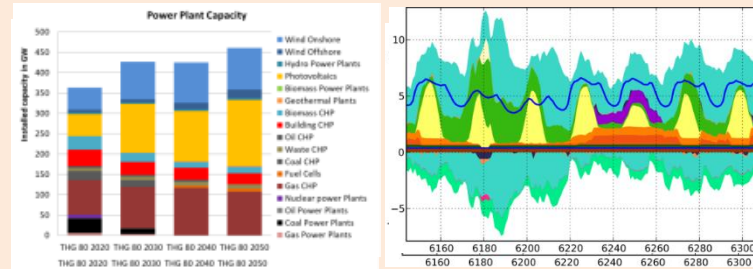 Power Plant Capacity
Installed capacity in GW
500
450
400
350
300
250
200
150
100
50
0
THG 80 2020 THG 80 2030 THG 80 2040 THG 80 2050
THG 80 2020 THG 80 2030 THG 80 2040 THG 80 2050
Wind Onshore
Wind Offshore
Hydro Power Plants
Photovoltaics
Biomass Power Plants
Geothermal Plants
Biomass CHP
Building CHP
Oil CHP
Waste CHP
Coal CHP
Fuel Cells
Gas CHP
Nuclear power Plants
Oil Power Plants
Coal Power Plants
Gas Power Plants
10
5
0
−5
6160 6180 6200 6220 6240 6260 6280 6300
6160 6180 6200 6220 6240 6260 6280 6300